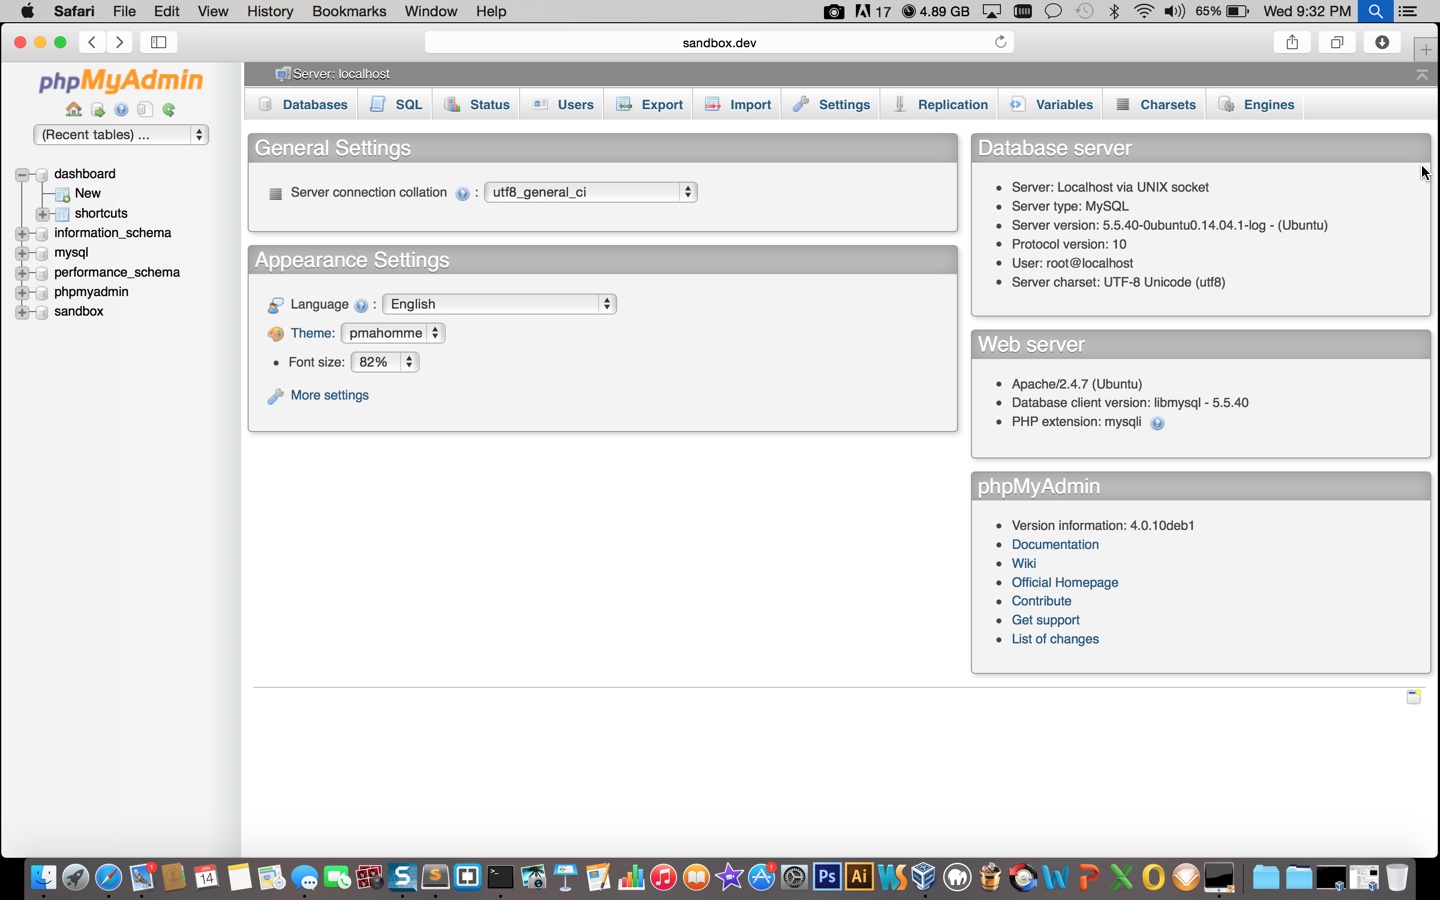 Safari File Edit View History Bookmarks Window Help 17 4.89 GB 65% Wed 9:32 PM
sandbox.dev
phpMyAdmin
(Recent tables) ...
dashboard
New
shortcuts
information_schema
mysql
performance_schema
phpmyadmin
sandbox
Server: localhost
Databases SQL Status Users Export Import Settings Replication Variables Charsets Engines
General Settings
Server connection collation : utf8_general_ci
Appearance Settings
Language : English
Theme: pmahomme
• Font size: 82%
More settings
Database server
• Server: Localhost via UNIX socket
• Server type: MySQL
• Server version: 5.5.40-0ubuntu0.14.04.1-log - (Ubuntu)
• Protocol version: 10
• User: root@localhost
• Server charset: UTF-8 Unicode (utf8)
Web server
• Apache/2.4.7 (Ubuntu)
• Database client version: libmysql - 5.5.40
• PHP extension: mysqli
phpMyAdmin
• Version information: 4.0.10deb1
• Documentation
• Wiki
• Official Homepage
• Contribute
• Get support
• List of changes
JAN
14
Ps Ai